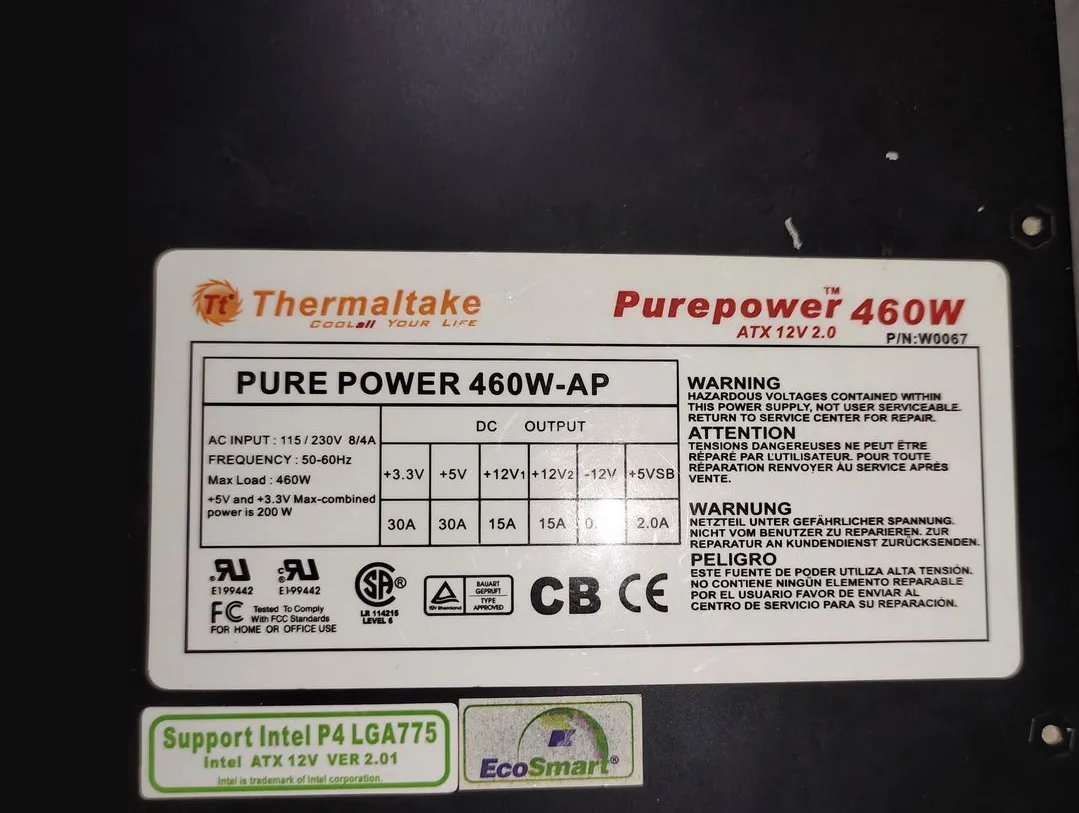 Tt Thermaltake
COOLall YOUR LIFE
Purepower™ 460W
ATX 12V 2.0
P/N:W0067
PURE POWER 460W-AP
AC INPUT : 115 / 230V 8/4A
FREQUENCY : 50-60Hz
Max Load : 460W
+5V and +3.3V Max-combined
power is 200 W
DC OUTPUT
+3.3V +5V +12V1 +12V2 -12V +5VSB
30A 30A 15A 15A 2.0A
WARNING
HAZARDOUS VOLTAGES CONTAINED WITHIN
THIS POWER SUPPLY, NOT USER SERVICEABLE.
RETURN TO SERVICE CENTER FOR REPAIR.
ATTENTION
TENSIONS DANGEREUSES NE PEUT ÊTRE
RÉPARÉ PAR L'UTILISATEUR. POUR TOUTE
RÉPARATION RENVOYER ÀU SERVICE APRÉS
VENTE.
WARNUNG
NETZTEIL UNTER GEFÄHRLICHER SPANNUNG.
NICHT VOM BENUTZER ZU REPARIEREN. ZUR
REPARATUR AN KUNDENDIENST ZURÜCKSENDEN.
PELIGRO
ESTE FUENTE DE PODER UTILIZA ALTA TENSIÓN.
NO CONTIENE NINGÚN ELEMENTO REPARABLE
POR EL USUARIO FAVOR DE ENVIAR AL
CENTRO DE SERVICIO PARA SU REPARACIÓN.
E199442 E199442
FC Tested To Comply
With FCC Standards
FOR HOME OR OFFICE USE
SA®
LR 114215
LEVEL 6
TÜV Rheinland
BAUART
GEPRÜFT
TYPE
APPROVED
CB CE
Support Intel P4 LGA775
Intel ATX 12V VER 2.01
Intel is trademark of Intel corporation.
EcoSmart®